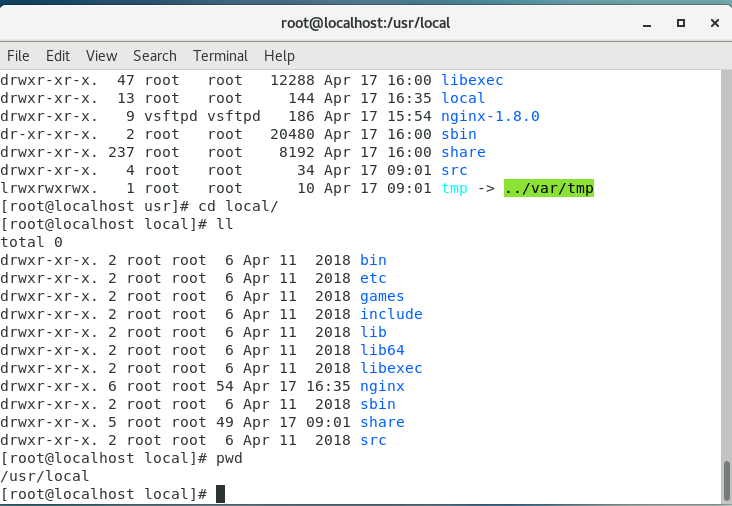 root@localhost:/usr/local
File Edit View Search Terminal Help
drwxr-xr-x.  47 root   root   12288 Apr 17 16:00 libexec
drwxr-xr-x.  13 root   root     144 Apr 17 16:35 local
drwxr-xr-x.   9 vsftpd vsftpd   186 Apr 17 15:54 nginx-1.8.0
dr-xr-xr-x.   2 root   root   20480 Apr 17 16:00 sbin
drwxr-xr-x. 237 root   root    8192 Apr 17 16:00 share
drwxr-xr-x.   4 root   root      34 Apr 17 09:01 src
lrwxrwxrwx.   1 root   root      10 Apr 17 09:01 tmp -> ../var/tmp
[root@localhost usr]# cd local/
[root@localhost local]# ll
total 0
drwxr-xr-x. 2 root root  6 Apr 11  2018 bin
drwxr-xr-x. 2 root root  6 Apr 11  2018 etc
drwxr-xr-x. 2 root root  6 Apr 11  2018 games
drwxr-xr-x. 2 root root  6 Apr 11  2018 include
drwxr-xr-x. 2 root root  6 Apr 11  2018 lib
drwxr-xr-x. 2 root root  6 Apr 11  2018 lib64
drwxr-xr-x. 2 root root  6 Apr 11  2018 libexec
drwxr-xr-x. 6 root root 54 Apr 17 16:35 nginx
drwxr-xr-x. 2 root root  6 Apr 11  2018 sbin
drwxr-xr-x. 5 root root 49 Apr 17 09:01 share
drwxr-xr-x. 2 root root  6 Apr 11  2018 src
[root@localhost local]# pwd
/usr/local
[root@localhost local]#